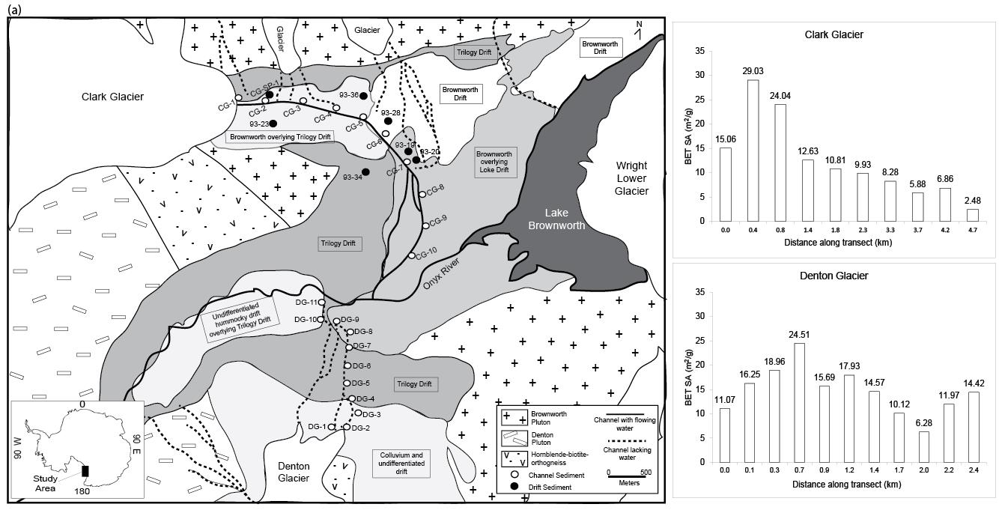 (a)
Glacier
Glacier
N
Trilogy Drift
Brownworth
Drift
Clark Glacier
CG-SP-1
CG-1
CG-2
CG-3
CG-4
93-36
Brownworth
Drift
93-28
93-23
CG-5
Brownworth overlying Trilogy Drift
CG-6
93-19
93-20
CG-7
Brownworth
overlying
Loke Drift
93-34
Wright
Lower
Glacier
CG-8
Lake
Brownworth
CG-9
Trilogy Drift
CG-10
Onyx River
Undifferentiated
hummocky drift
overlying Trilogy Drift
DG-11
DG-10
DG-9
DG-8
DG-7
DG-6
DG-5
Trilogy Drift
DG-4
DG-3
DG-1
DG-2
Denton
Glacier
Colluvium and
undifferentiated
drift
0
90 E
180
90 W
Study
Area
Brownworth
Pluton
Denton
Pluton
Hornblende-biotite-
orthogneiss
Channel Sediment
Drift Sediment
Channel with flowing
water
Channel lacking
water
0 500
Meters
Clark Glacier
BET SA (m²/g)
35
30
25
20
15
10
5
0
15.06 29.03 24.04 12.63 10.81 9.93 8.28 5.88 6.86 2.48
0.0 0.4 0.8 1.4 1.8 2.3 3.3 3.7 4.2 4.7
Distance along transect (km)
Denton Glacier
BET SA (m²/g)
35
30
25
20
15
10
5
0
11.07 16.25 18.96 24.51 15.69 17.93 14.57 10.12 6.28 11.97 14.42
0.0 0.1 0.3 0.7 0.9 1.2 1.4 1.7 2.0 2.2 2.4
Distance along transect (km)